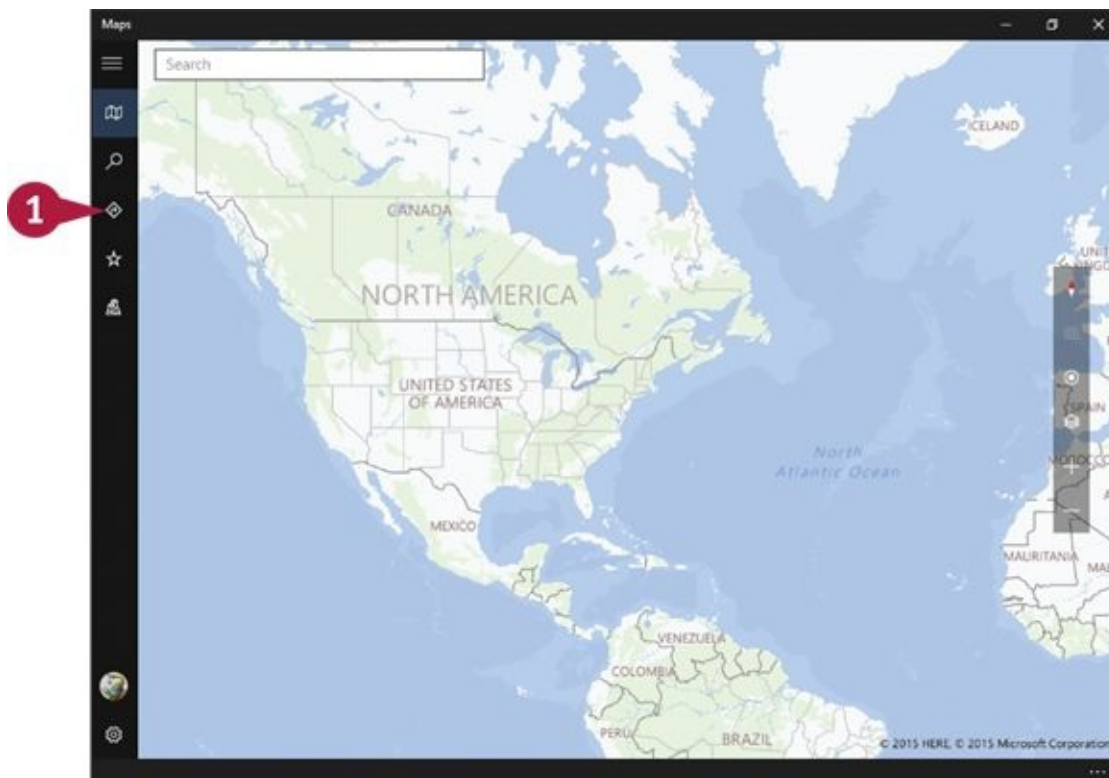 Maps
Search
ICELAND
CANADA
1
NORTH AMERICA
UNITED STATES
OF AMERICA
SPAIN
North
Atlantic Ocean
MEXICO
MAURITANIA
VENEZUELA
COLOMBIA
PERU
BRAZIL
© 2015 HERE, © 2015 Microsoft Corporation